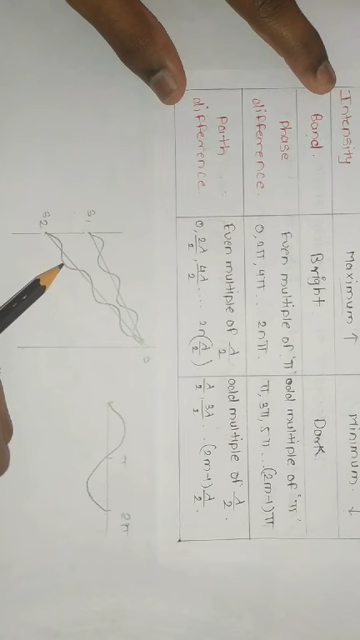 Intensity Maximum ↑ Minimum ↓
Band. Bright Dark
Phase difference. Even multiple of 'π' odd multiple of 'π'
0, 2π, 4π ... 2nπ. π, 3π, 5π ... (2m-1)π
Path difference Even multiple of λ/2 odd multiple of λ/2.
0, 2λ/2, 4λ/2 .... 2n(λ/2) λ/2, 3λ/2 ... (2m-1)λ/2.
S1
S2
π
2π